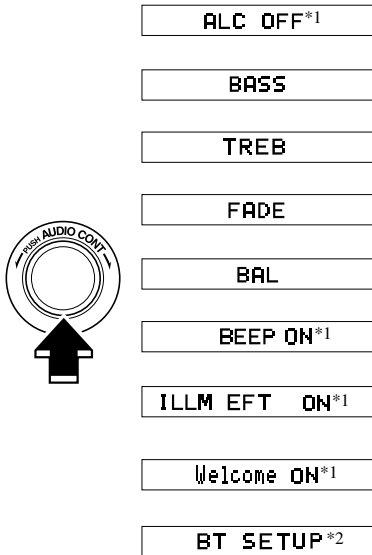 ALC OFF*1
BASS
TREB
FADE
PUSH AUDIO CONT
BAL
BEEP ON*1
ILLM EFT ON*1
Welcome ON*1
BT SETUP*2